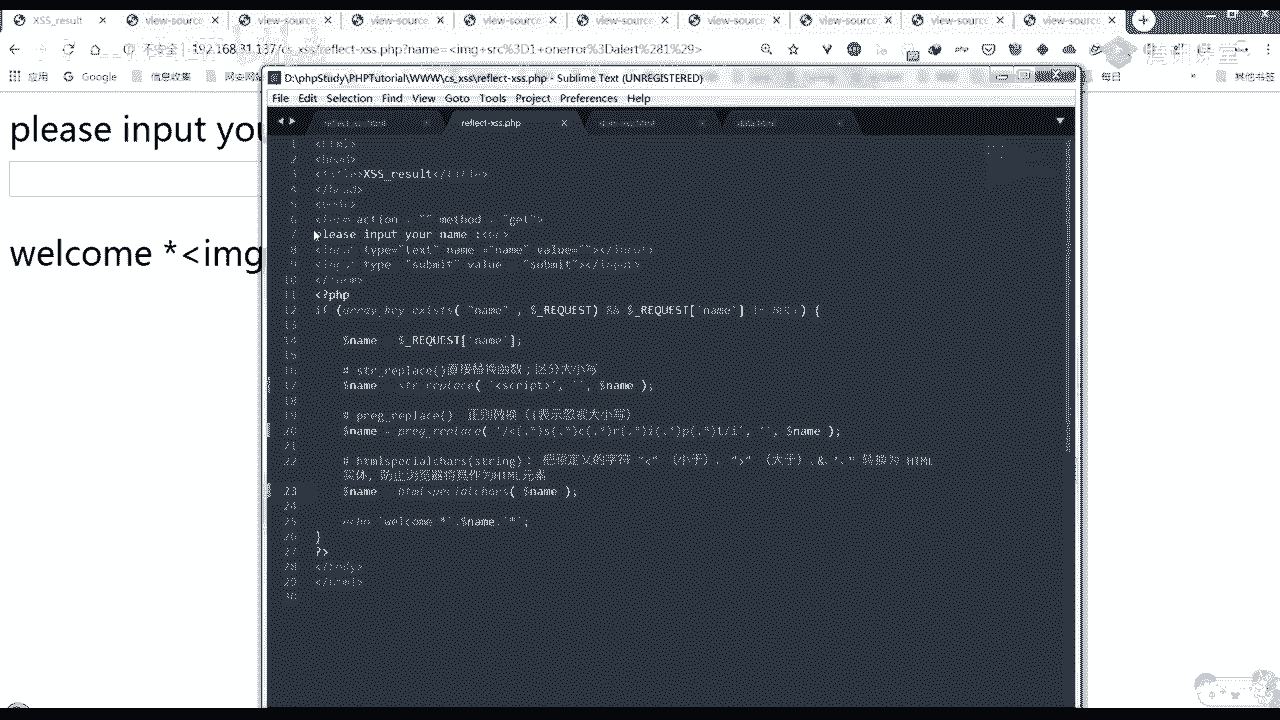 XSS_result view-source view-source view-source view-source view-source view-source view-source view-source view-source
不安全 192.168.31.137/cs_xss/reflect-xss.php?name=<img+src%3D1+onerror%3Dalert%281%29>
应用 Google 信息收集 每日 其他书签
D:\phpStudy\PHPTutorial\WWW\cs_xss\reflect-xss.php - Sublime Text (UNREGISTERED)
File Edit Selection Find View Goto Tools Project Preferences Help
reflect-xss.php
please input you
welcome *<img
1 <html>
2 <head>
3 <title>XSS_result</title>
4 </head>
5 <body>
6 <form action = "" method = "get">
7 please input your name :<br>
8 <input type="text" name ="name" value=""></input>
9 <input type= "submit" value = "submit"></input>
10 </form>
11 <?php
12 if (array_key_exists( "name" , $_REQUEST) && $_REQUEST['name'] != NULL) {
13
14 $name = $_REQUEST['name'];
15
16 # str_replace()直接替换函数；区分大小写
17 $name = str_replace( '<script>', '', $name );
18
19 # preg_replace() 正则替换（i表示忽略大小写）
20 $name = preg_replace( '/<(.*)s(.*)c(.*)r(.*)i(.*)p(.*)t/i', '', $name );
21
22 # htmlspecialchars(string)： 把预定义的字符 "<" （小于）、 ">" （大于）、& 转换为 HTML
实体，防止浏览器将其作为HTML元素
23 $name = htmlspecialchars( $name );
24
25 echo 'welcome *'.$name.'*';
26 }
27 ?>
28 </body>
29 </html>
30